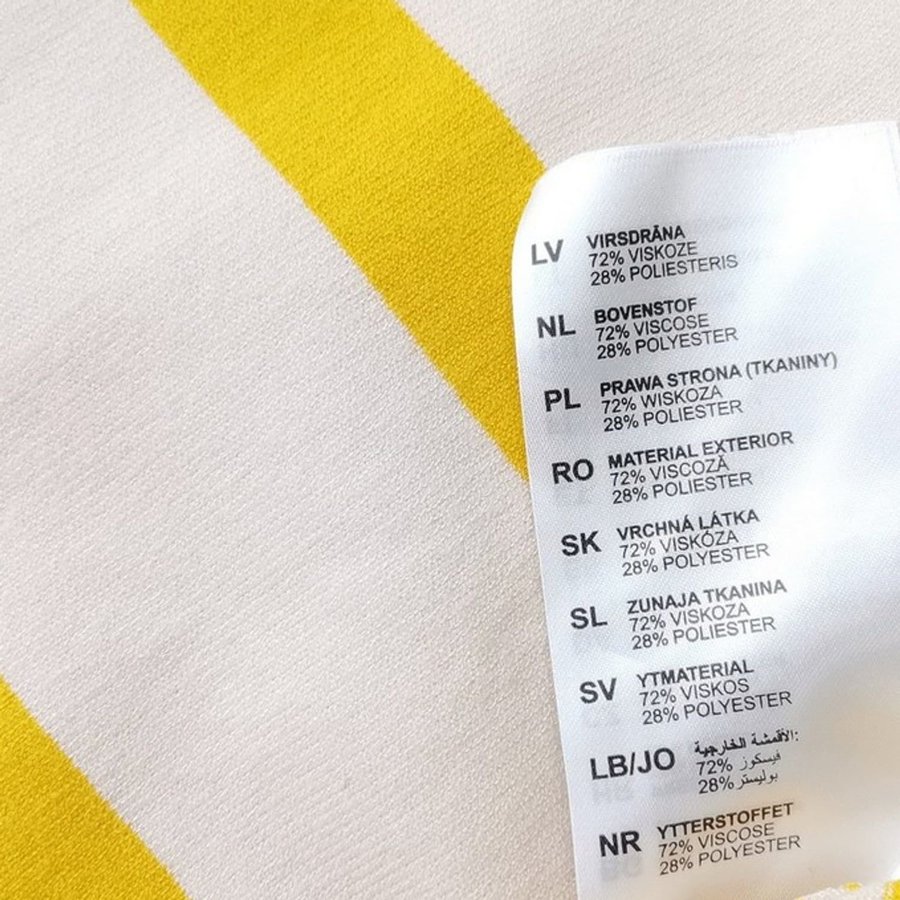 LV VIRSDRĀNA
72% VISKOZE
28% POLIESTERIS
NL BOVENSTOF
72% VISCOSE
28% POLYESTER
PL PRAWA STRONA (TKANINY)
72% WISKOZA
28% POLIESTER
RO MATERIAL EXTERIOR
72% VISCOZĂ
28% POLIESTER
SK VRCHNÁ LÁTKA
72% VISKÓZA
28% POLYESTER
SL ZUNAJA TKANINA
72% VISKOZA
28% POLIESTER
SV YTMATERIAL
72% VISKOS
28% POLYESTER
LB/JO الأقمشة الخارجية:
72% فيسكوز
28% بوليستر
NR YTTERSTOFFET
72% VISCOSE
28% POLYESTER